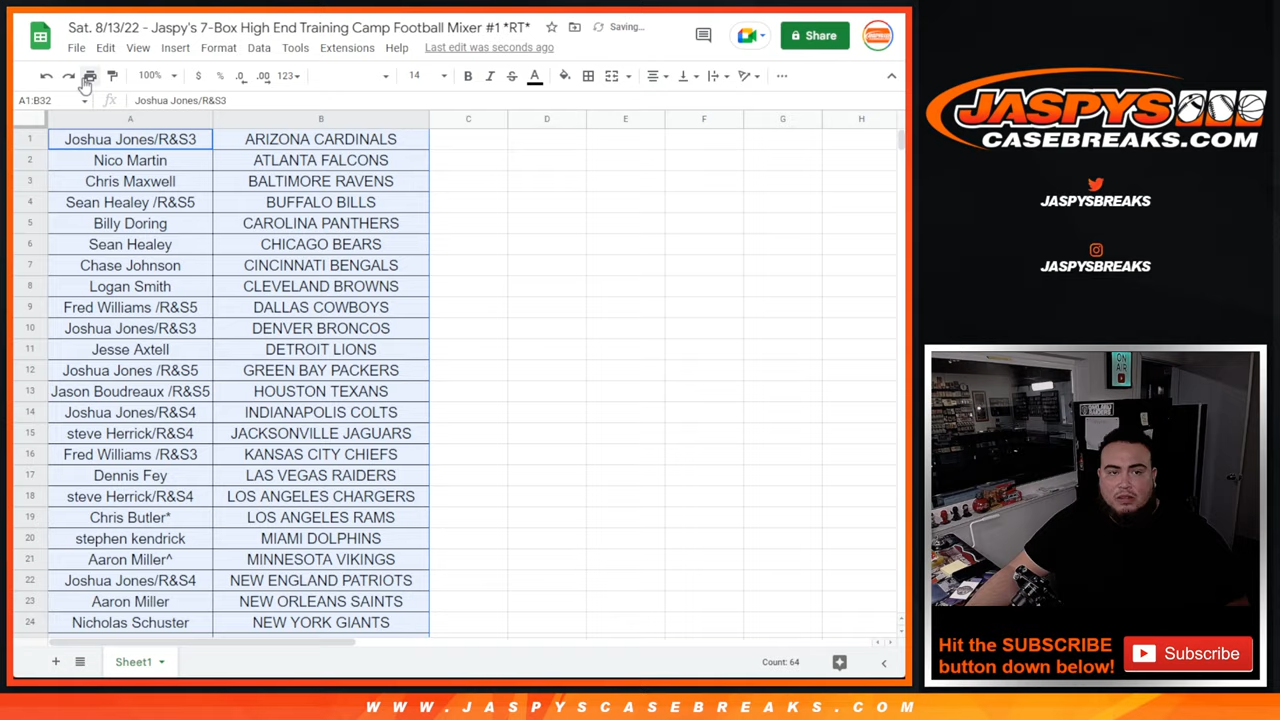 Sat. 8/13/22 - Jaspy's 7-Box High End Training Camp Football Mixer #1 *RT*
Saving...
File Edit View Insert Format Data Tools Extensions Help Last edit was seconds ago
Share
100% $ % .0 .00 123 14 B I S A
A1:B32 fx Joshua Jones/R&S3
A B C D E F G H
1 Joshua Jones/R&S3 ARIZONA CARDINALS
2 Nico Martin ATLANTA FALCONS
3 Chris Maxwell BALTIMORE RAVENS
4 Sean Healey /R&S5 BUFFALO BILLS
5 Billy Doring CAROLINA PANTHERS
6 Sean Healey CHICAGO BEARS
7 Chase Johnson CINCINNATI BENGALS
8 Logan Smith CLEVELAND BROWNS
9 Fred Williams /R&S5 DALLAS COWBOYS
10 Joshua Jones/R&S3 DENVER BRONCOS
11 Jesse Axtell DETROIT LIONS
12 Joshua Jones /R&S5 GREEN BAY PACKERS
13 Jason Boudreaux /R&S5 HOUSTON TEXANS
14 Joshua Jones/R&S4 INDIANAPOLIS COLTS
15 steve Herrick/R&S4 JACKSONVILLE JAGUARS
16 Fred Williams /R&S3 KANSAS CITY CHIEFS
17 Dennis Fey LAS VEGAS RAIDERS
18 steve Herrick/R&S4 LOS ANGELES CHARGERS
19 Chris Butler* LOS ANGELES RAMS
20 stephen kendrick MIAMI DOLPHINS
21 Aaron Miller^ MINNESOTA VIKINGS
22 Joshua Jones/R&S4 NEW ENGLAND PATRIOTS
23 Aaron Miller NEW ORLEANS SAINTS
24 Nicholas Schuster NEW YORK GIANTS
Sheet1
Count: 64
JASPYS
CASEBREAKS.COM
JASPYSBREAKS
JASPYSBREAKS
ON AIR
Hit the SUBSCRIBE
button down below!
Subscribe
WWW.JASPYSCASEBREAKS.COM